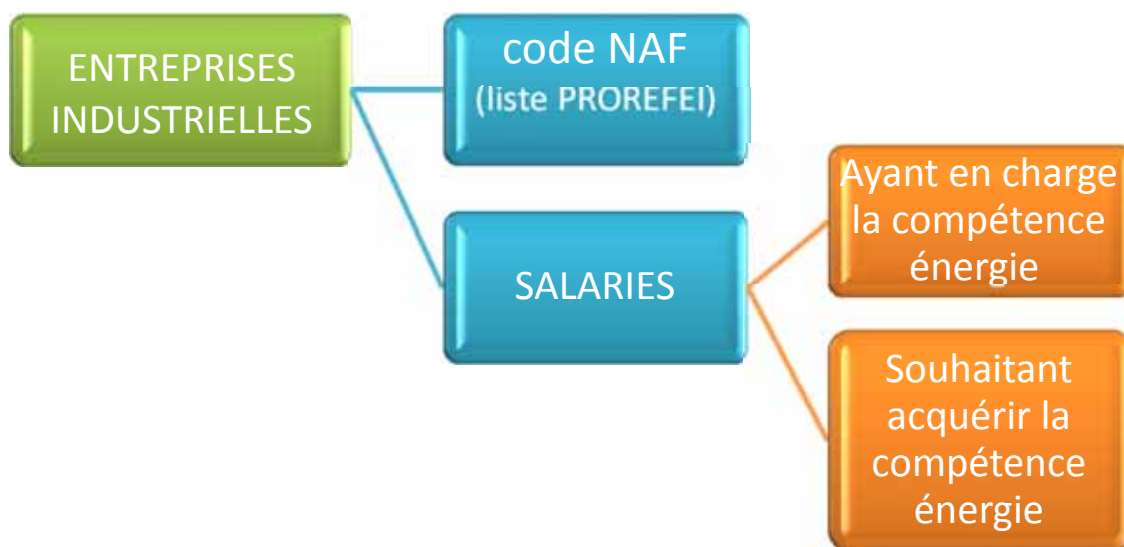 ENTREPRISES
INDUSTRIELLES
code NAF
(liste PROREFEI)
SALARIES
Ayant en charge
la compétence
énergie
Souhaitant
acquérir la
compétence
énergie